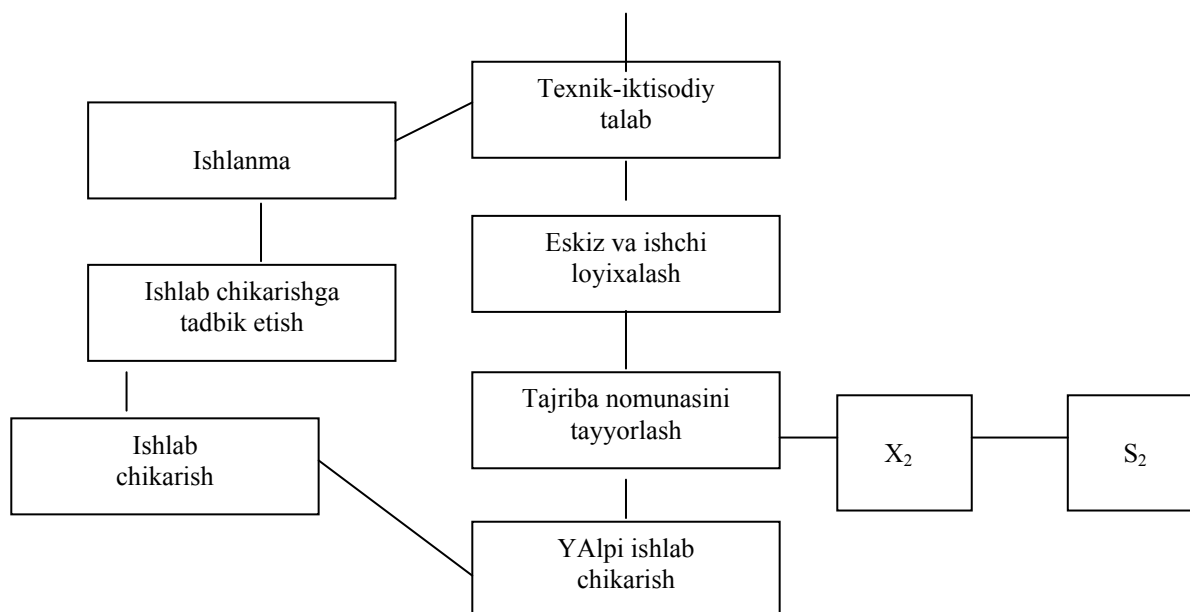 Texnik-iktisodiy
talab
Ishlanma
Eskiz va ishchi
loyixalash
Ishlab chikarishga
tadbik etish
Tajriba nomunasini
tayyorlash
X₂
S₂
Ishlab
chikarish
YAlpi ishlab
chikarish